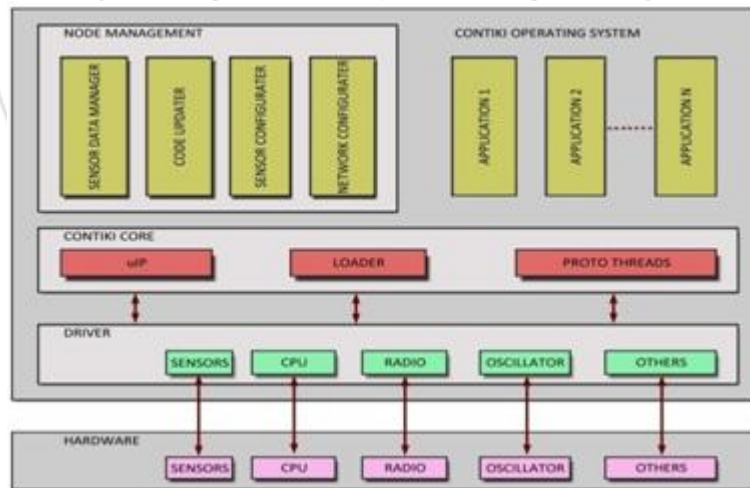 NODE MANAGEMENT
CONTIKI OPERATING SYSTEM
SENSOR DATA MANAGER
CODE UPDATER
SENSOR CONFIGURATER
NETWORK CONFIGURATER
APPLICATION 1
APPLICATION 2
APPLICATION N
CONTIKI CORE
uIP
LOADER
PROTO THREADS
DRIVER
SENSORS
CPU
RADIO
OSCILLATOR
OTHERS
HARDWARE
SENSORS
CPU
RADIO
OSCILLATOR
OTHERS